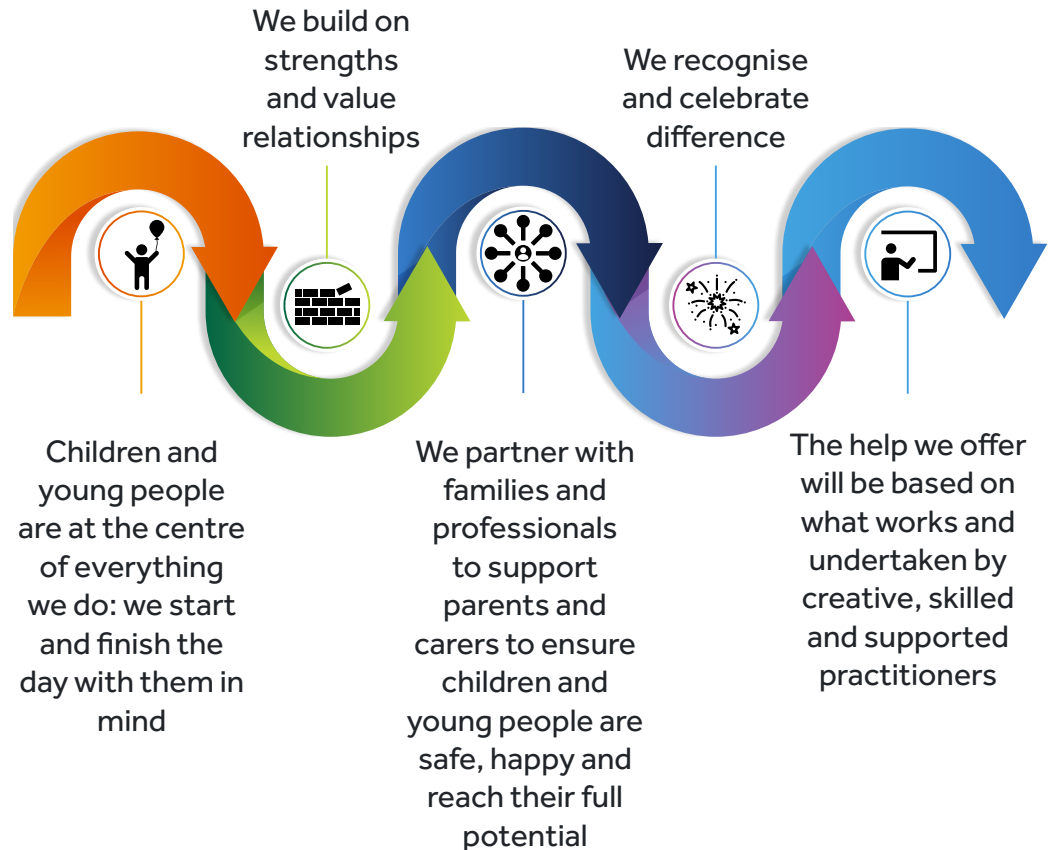 Children and
young people
are at the centre
of everything
we do: we start
and finish the
day with them in
mind
We build on
strengths
and value
relationships
We partner with
families and
professionals
to support
parents and
carers to ensure
children and
young people are
safe, happy and
reach their full
potential
We recognise
and celebrate
difference
The help we offer
will be based on
what works and
undertaken by
creative, skilled
and supported
practitioners